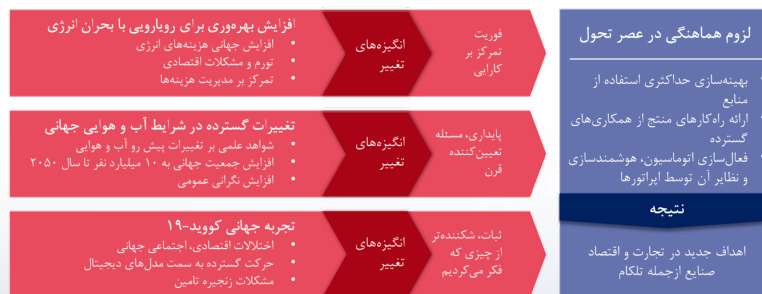 افزایش بهره‌وری برای رویارویی با بحران انرژی
افزایش جهانی هزینه‌های انرژی
تورم و مشکلات اقتصادی
تمرکز بر مدیریت هزینه‌ها
انگیزه‌های
تغییر
فوریت
تمرکز بر
کارایی
تغییرات گسترده در شرایط آب و هوایی جهانی
شواهد علمی بر تغییرات پیش رو آب و هوایی
افزایش جمعیت جهانی به ۱۰ میلیارد نفر تا سال ۲۰۵۰
افزایش نگرانی عمومی
انگیزه‌های
تغییر
پایداری، مسئله
تعیین‌کننده
قرن
تجربه جهانی کووید-۱۹
اختلالات اقتصادی، اجتماعی جهانی
حرکت گسترده به سمت مدل‌های دیجیتال
مشکلات زنجیره تامین
انگیزه‌های
تغییر
ثبات، شکننده‌تر
از چیزی که
فکر می‌کردیم
لزوم هماهنگی در عصر تحول
بهینه‌سازی حداکثری استفاده از
منابع
ارائه راه‌کارهای منتج از همکاری‌های
گسترده
فعال‌سازی اتوماسیون، هوشمندسازی
و نظایر آن توسط اپراتورها
نتیجه
اهداف جدید در تجارت و اقتصاد
صنایع ازجمله تلکام